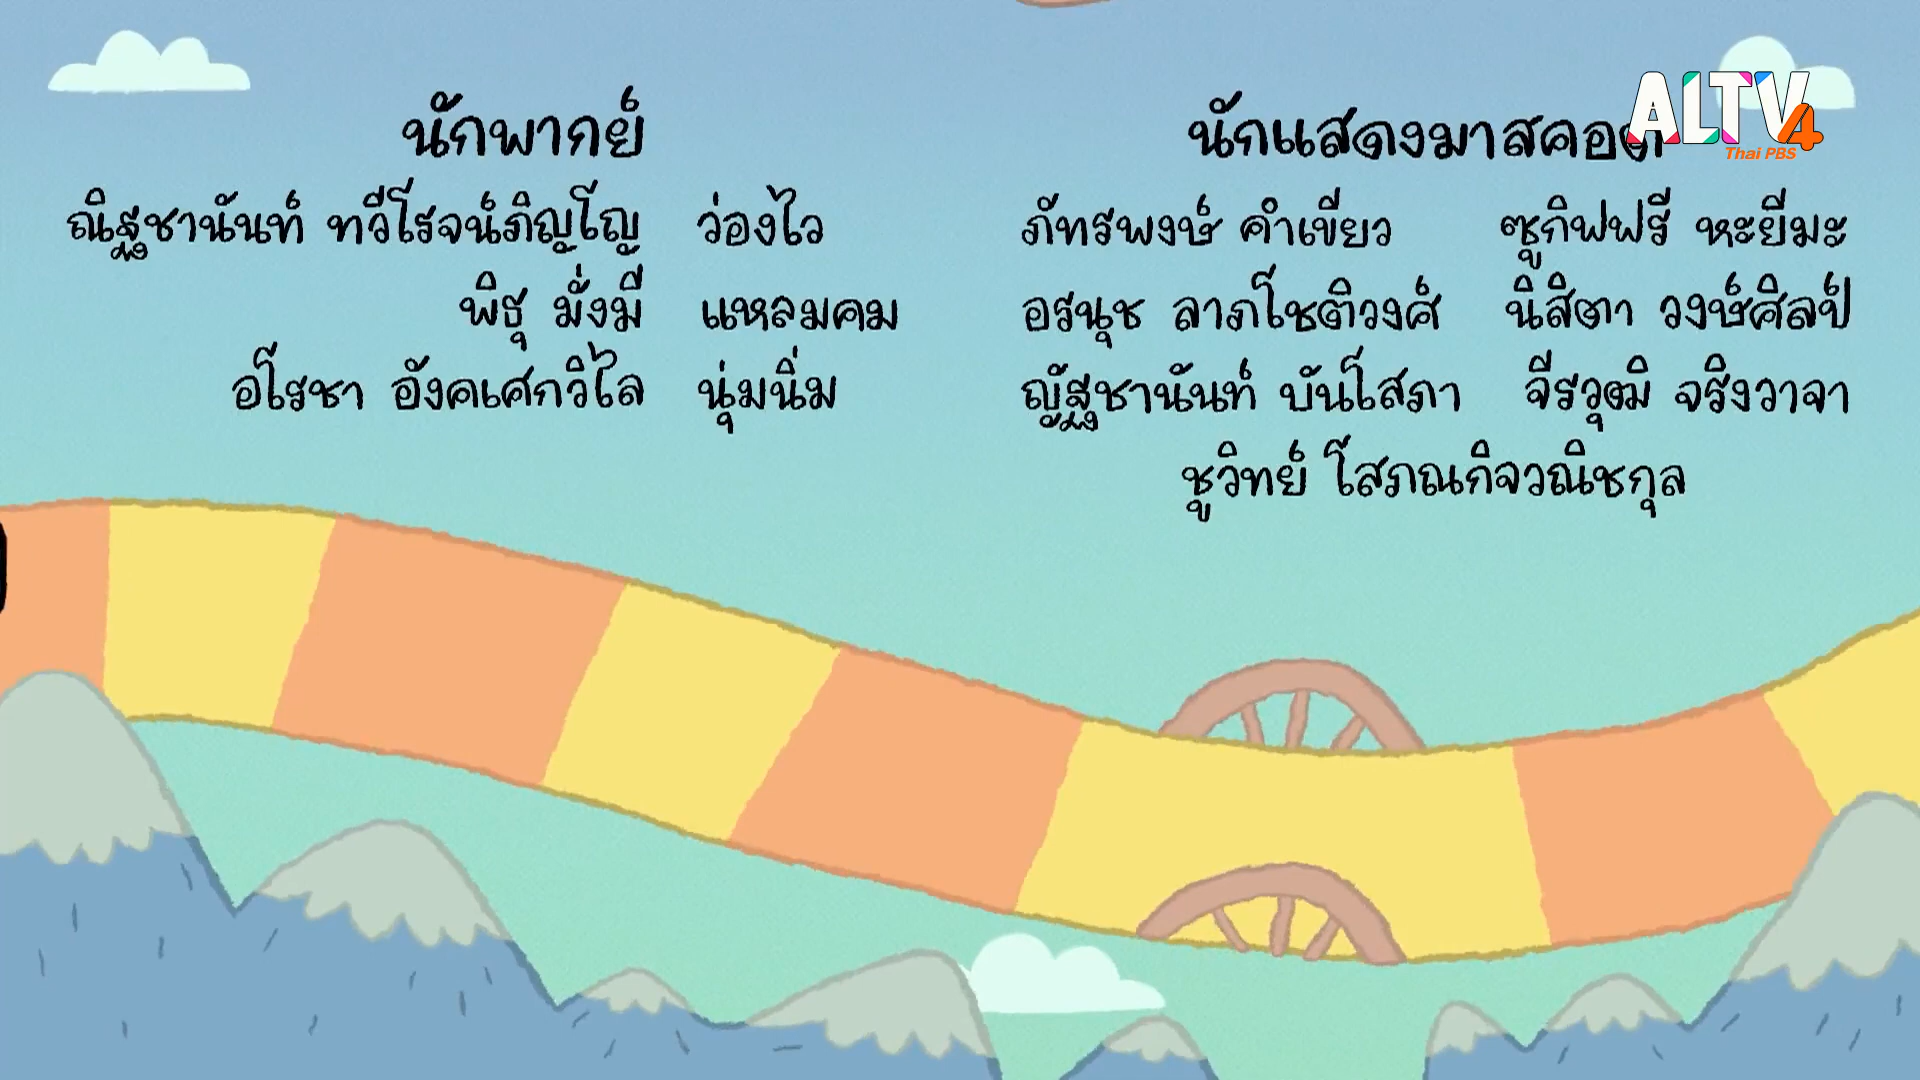 ALTV4
Thai PBS
นักพากย์
ณิฐชานันท์ ทวีโรจน์ภิญโญ ว่องไว
พิธุ มั่งมี แหลมคม
อโรชา อังคเศกวิไล นุ่มนิ่ม
นักแสดงมาสคอต
ภัทรพงษ์ คำเขียว ซูกิฟฟรี หะยีมะ
อรนุช ลาภโชติวงศ์ นิสิตา วงษ์ศิลป์
ญัฐชานันท์ บันโสภา จีรวุฒิ จริงวาจา
ชูวิทย์ โสภณกิจวณิชกุล